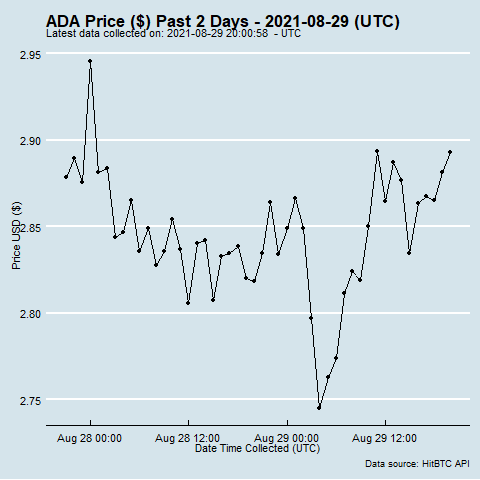 ADA Price ($) Past 2 Days - 2021-08-29 (UTC)
Latest data collected on: 2021-08-29 20:00:58 - UTC
2.95
2.90
2.85
2.80
2.75
Price USD ($)
Aug 28 00:00 Aug 28 12:00 Aug 29 00:00 Aug 29 12:00
Date Time Collected (UTC)
Data source: HitBTC API